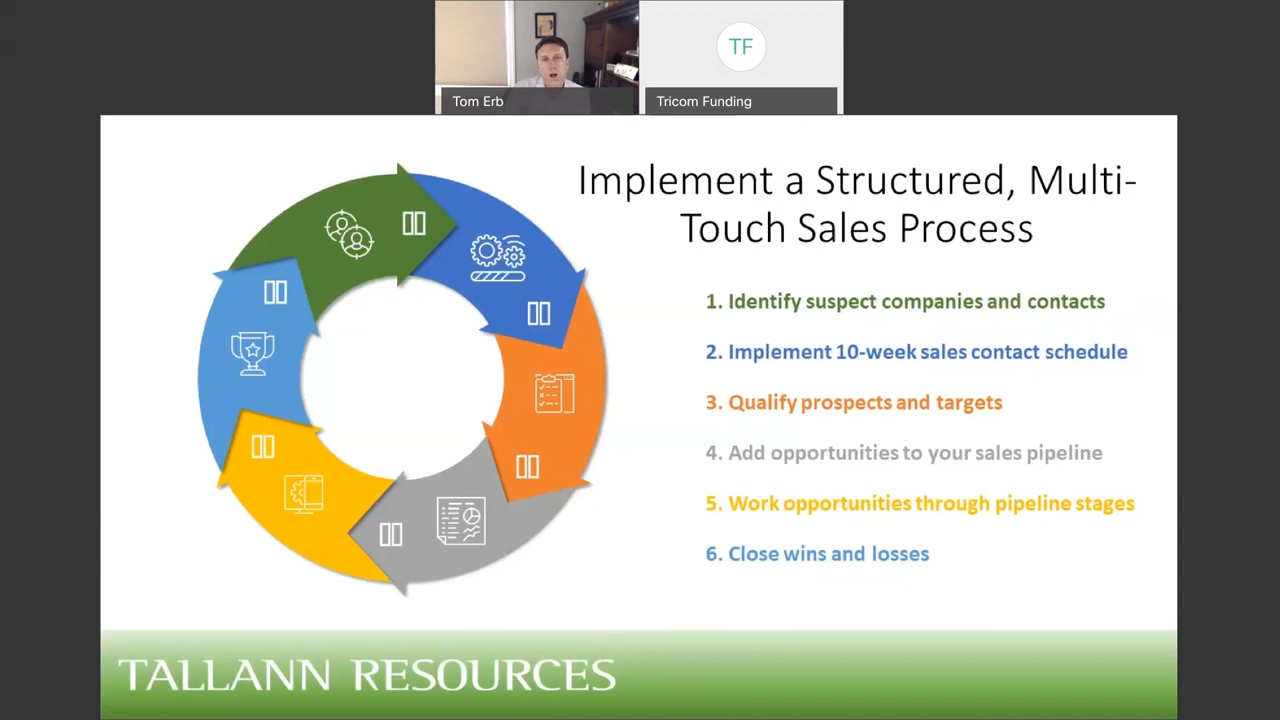 TF
Tom Erb
Tricom Funding
Implement a Structured, Multi-
Touch Sales Process
1. Identify suspect companies and contacts
2. Implement 10-week sales contact schedule
3. Qualify prospects and targets
4. Add opportunities to your sales pipeline
5. Work opportunities through pipeline stages
6. Close wins and losses
TALLANN RESOURCES